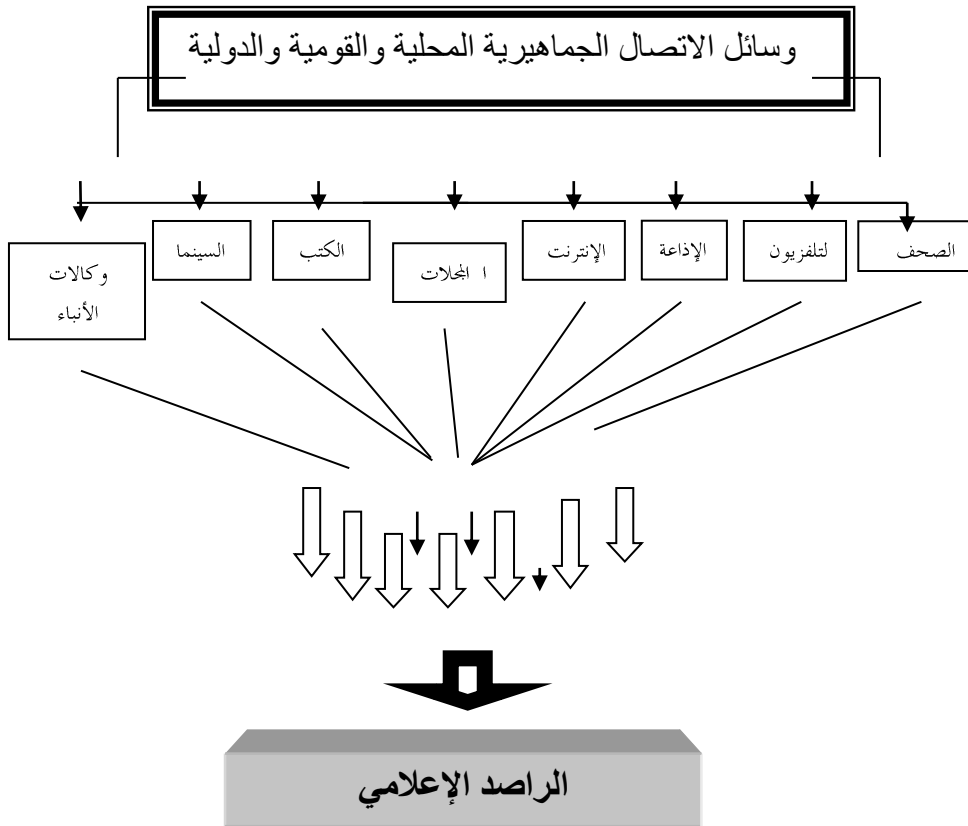 وسائل الاتصال الجماهيرية المحلية والقومية والدولية
الصحف
لتلفزيون
الإذاعة
الإنترنت
ا المجلات
الكتب
السينما
وكالات
الأنباء
الراصد الإعلامي